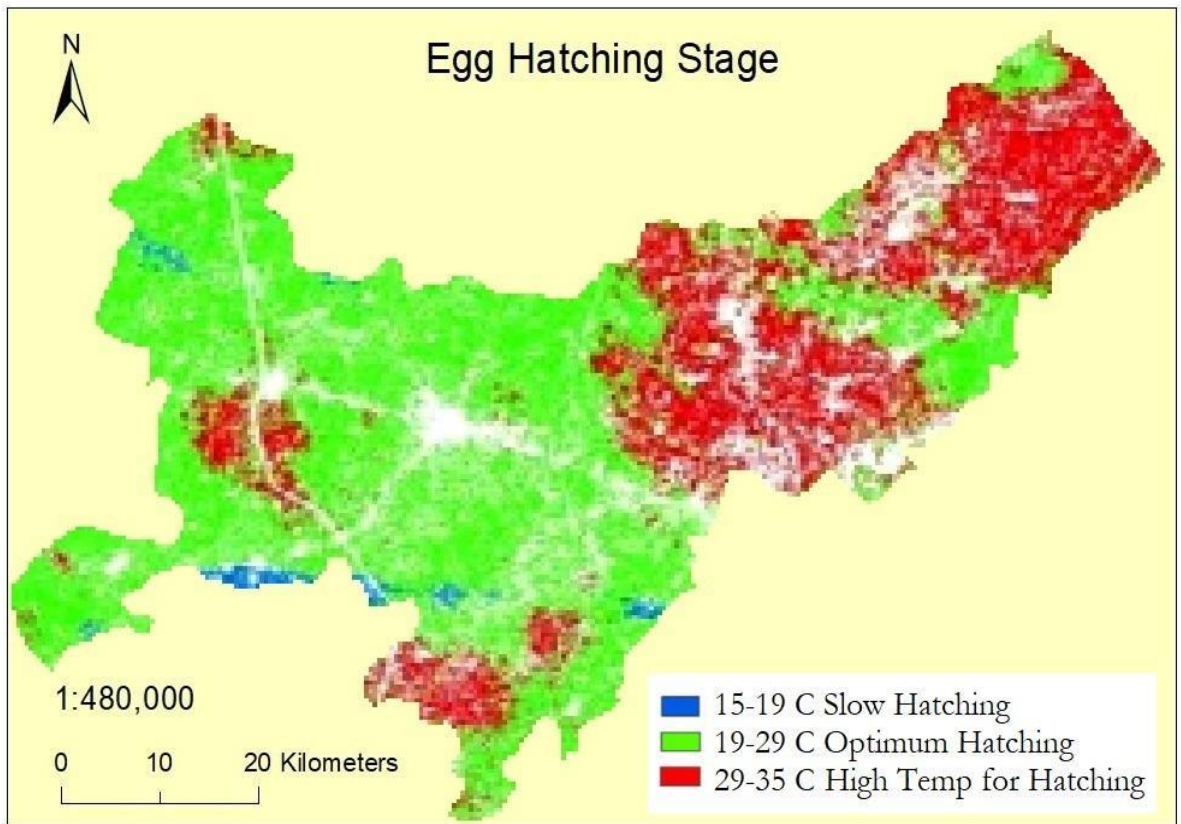 N
Egg Hatching Stage
1:480,000
0 10 20 Kilometers
15-19 C Slow Hatching
19-29 C Optimum Hatching
29-35 C High Temp for Hatching